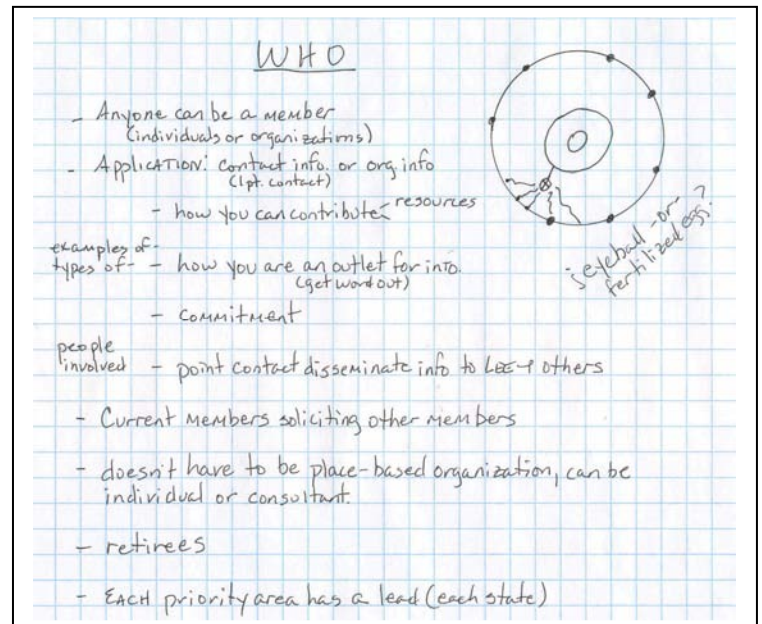 WHO
- Anyone can be a member
(individuals or organizations)
- Application: contact info. or org. info
(1pt. contact)
- how you can contribute resources
examples of-
types of- - how you are an outlet for info.
(get word out)
- commitment
people
involved - point contact disseminate info to & others
- Current members soliciting other members
- doesn't have to be place-based organization, can be
individual or consultant.
- retirees
- Each priority area has a lead (each state)
eyeball -or-
fertilized egg?